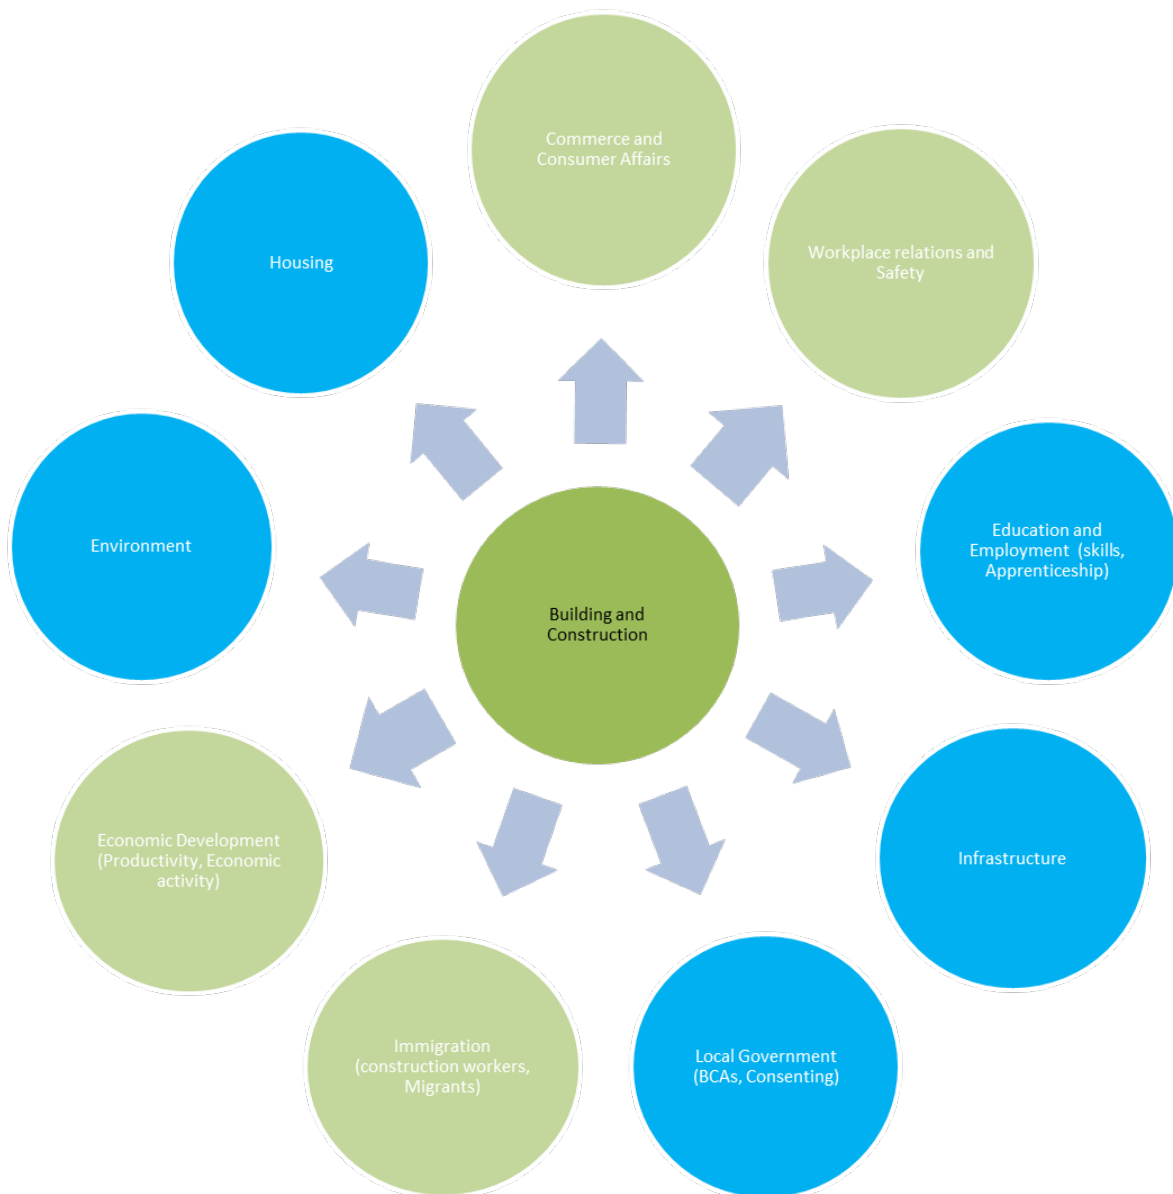 Commerce and
Consumer Affairs
Workplace relations and
Safety
Housing
Education and
Employment  (skills,
Apprenticeship)
Environment
Building and
Construction
Economic Development
(Productivity, Economic
activity)
Infrastructure
Immigration
(construction workers,
Migrants)
Local Government
(BCAs, Consenting)